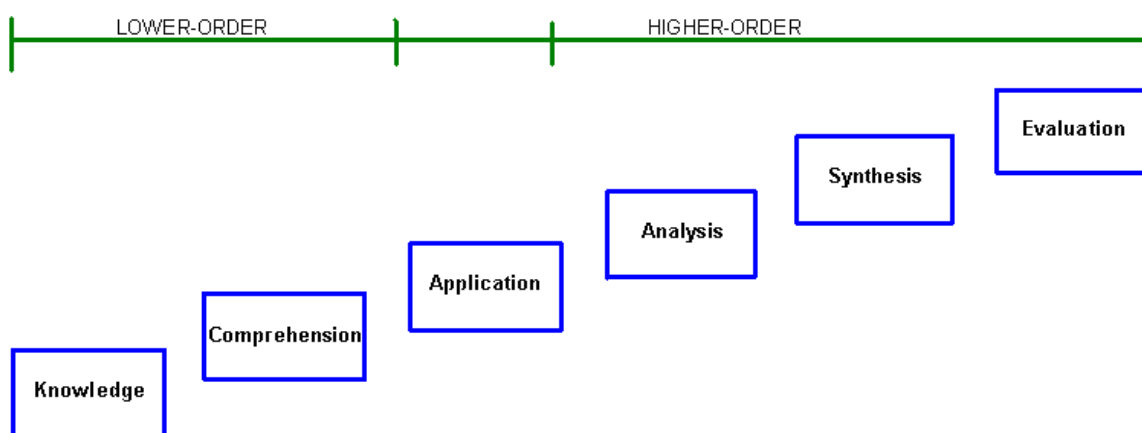 LOWER-ORDER
HIGHER-ORDER
Evaluation
Synthesis
Analysis
Application
Comprehension
Knowledge